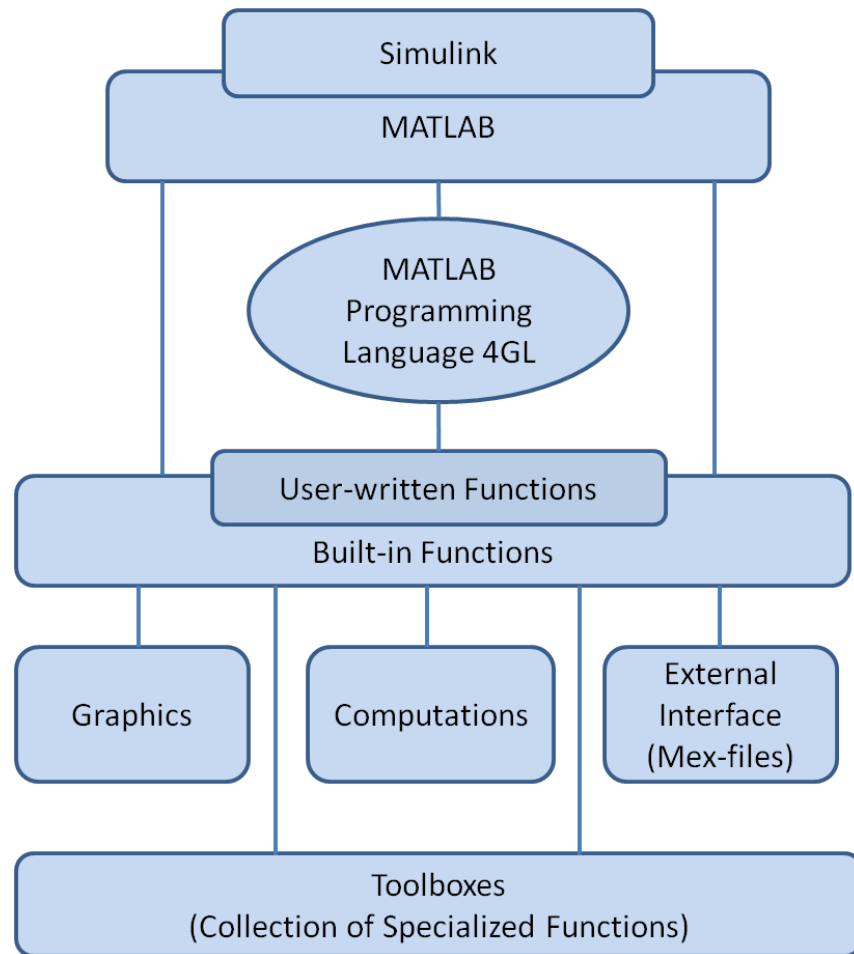 Simulink
MATLAB
MATLAB
Programming
Language 4GL
User-written Functions
Built-in Functions
Graphics
Computations
External
Interface
(Mex-files)
Toolboxes
(Collection of Specialized Functions)